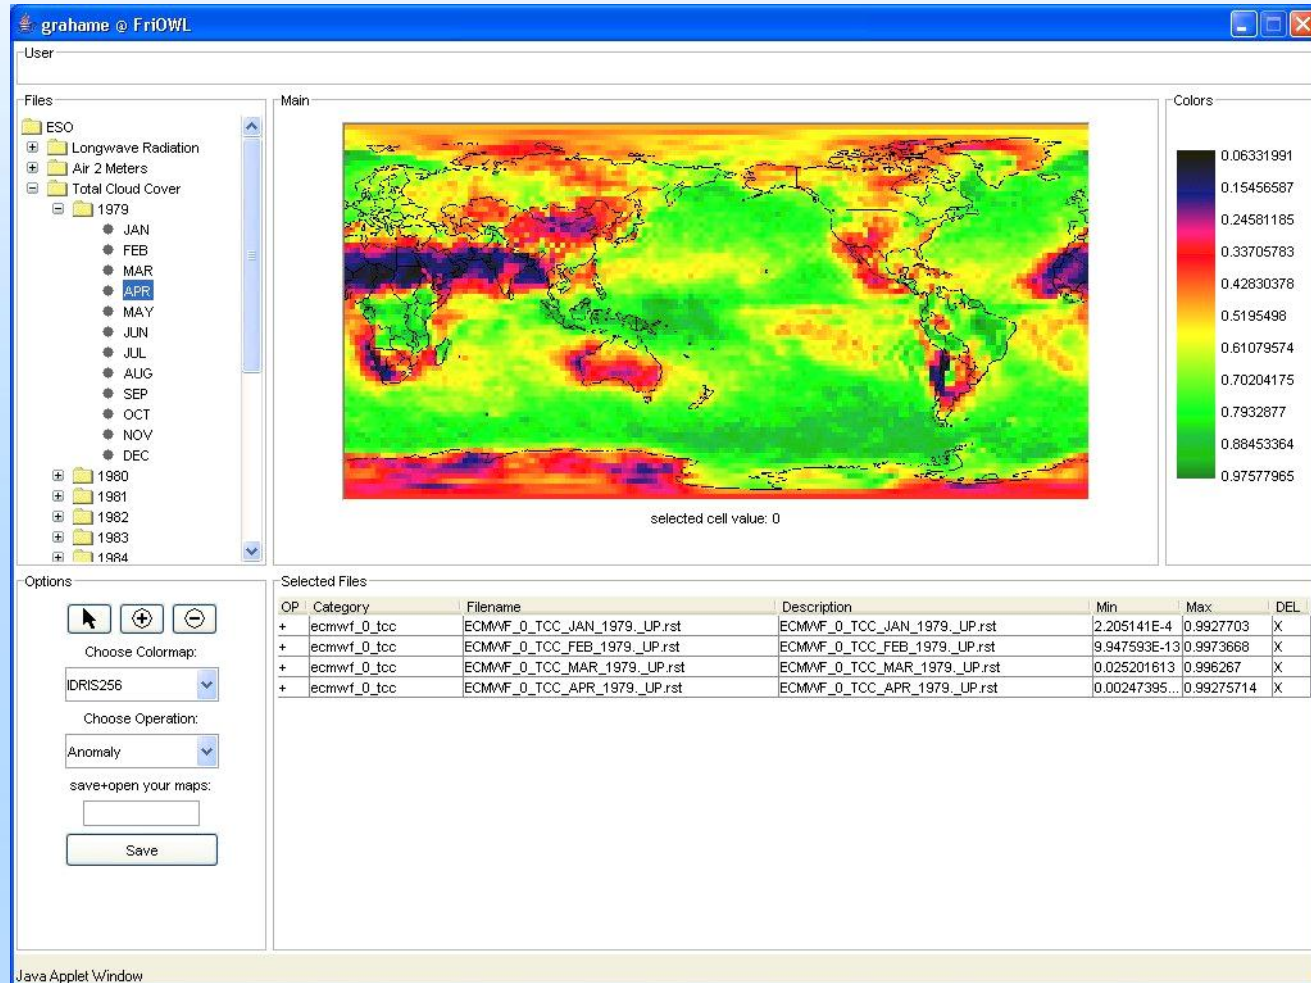 grahame @ FriOWL
User
Files
ESO
Longwave Radiation
Air 2 Meters
Total Cloud Cover
1979
JAN
FEB
MAR
APR
MAY
JUN
JUL
AUG
SEP
OCT
NOV
DEC
1980
1981
1982
1983
1984
Main
selected cell value: 0
Colors
0.06331991
0.15456587
0.24581185
0.33705783
0.42830378
0.5195498
0.61079574
0.70204175
0.7932877
0.88453364
0.97577965
Options
Choose Colormap:
IDRIS256
Choose Operation:
Anomaly
save+open your maps:
Save
Selected Files
OP Category Filename Description Min Max DEL
+ ecmwf_0_tcc ECMWF_0_TCC_JAN_1979._UP.rst ECMWF_0_TCC_JAN_1979._UP.rst 2.205141E-4 0.9927703 X
+ ecmwf_0_tcc ECMWF_0_TCC_FEB_1979._UP.rst ECMWF_0_TCC_FEB_1979._UP.rst 9.947593E-13 0.9973668 X
+ ecmwf_0_tcc ECMWF_0_TCC_MAR_1979._UP.rst ECMWF_0_TCC_MAR_1979._UP.rst 0.025201613 0.996267 X
+ ecmwf_0_tcc ECMWF_0_TCC_APR_1979._UP.rst ECMWF_0_TCC_APR_1979._UP.rst 0.00247395... 0.99275714 X
Java Applet Window